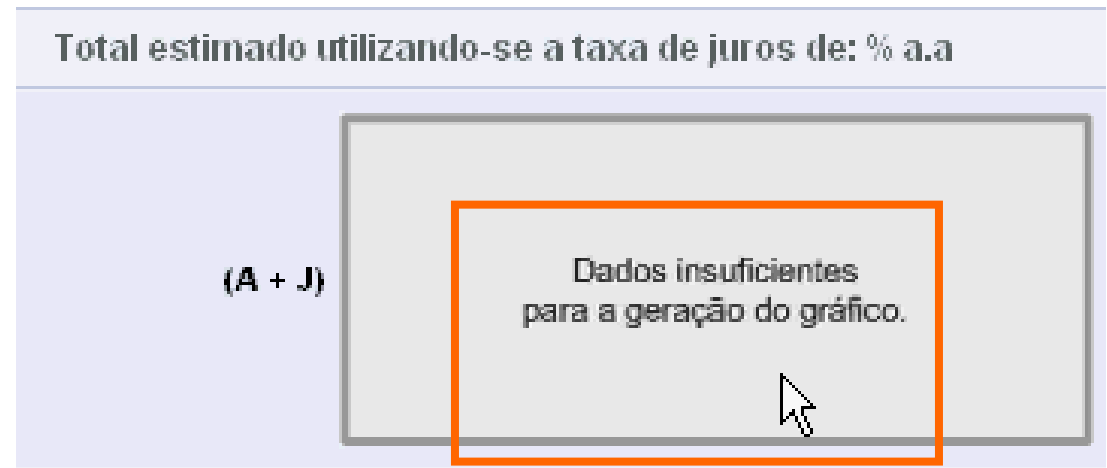 Total estimado utilizando-se a taxa de juros de: % a.a
(A + J)
Dados insuficientes
para a geração do gráfico.